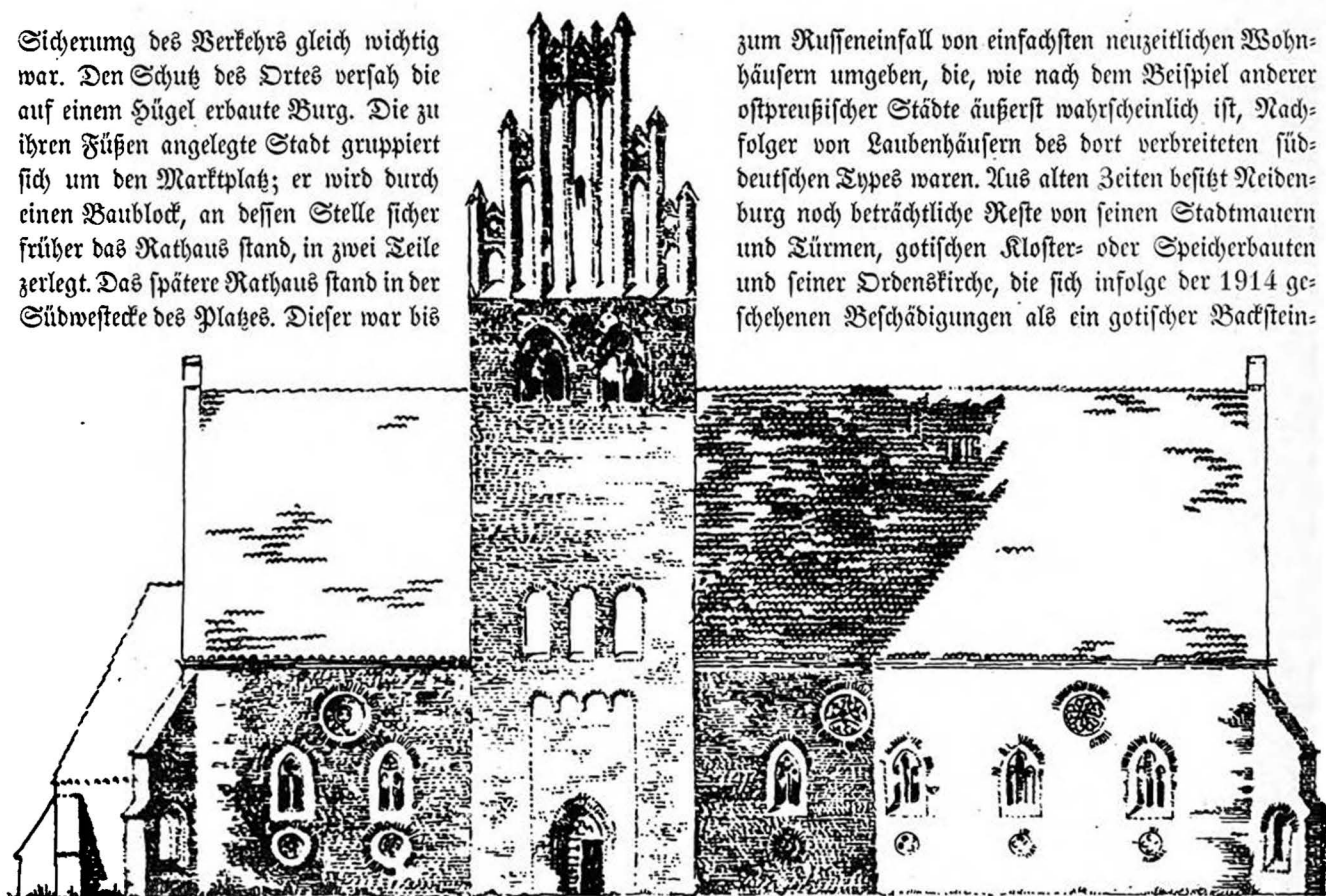 Sicherumg des Verkehrs gleich wichtig
war. Den Schutz des Ortes versah die
auf einem Hügel erbaute Burg. Die zu
ihren Füßen angelegte Stadt gruppiert
sich um den Marktplatz; er wird durch
einen Baublock, an dessen Stelle sicher
früher das Rathaus stand, in zwei Teile
zerlegt. Das spätere Rathaus stand in der
Südwestecke des Platzes. Dieser war bis
zum Russeneinfall von einfachsten neuzeitlichen Wohn-
häusern umgeben, die, wie nach dem Beispiel anderer
ostpreußischer Städte äußerst wahrscheinlich ist, Nach-
folger von Laubenhäusern des dort verbreiteten süd-
deutschen Types waren. Aus alten Zeiten besitzt Neiden-
burg noch beträchtliche Reste von seinen Stadtmauern
und Türmen, gotischen Kloster- oder Speicherbauten
und seiner Ordenskirche, die sich infolge der 1914 ge-
schehenen Beschädigungen als ein gotischer Backstein-